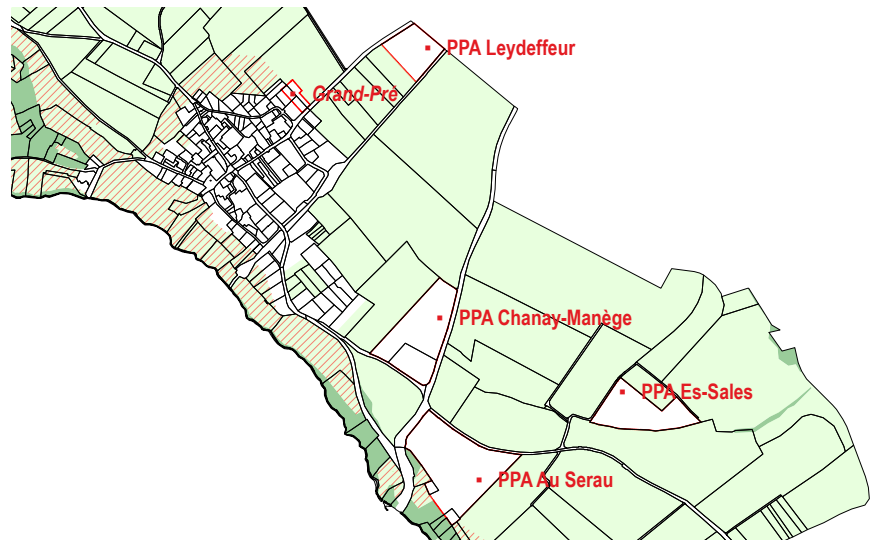 PPA Leydeffeur
Grand-Pré
PPA Chanay-Manège
PPA Es-Sales
PPA Au Serau